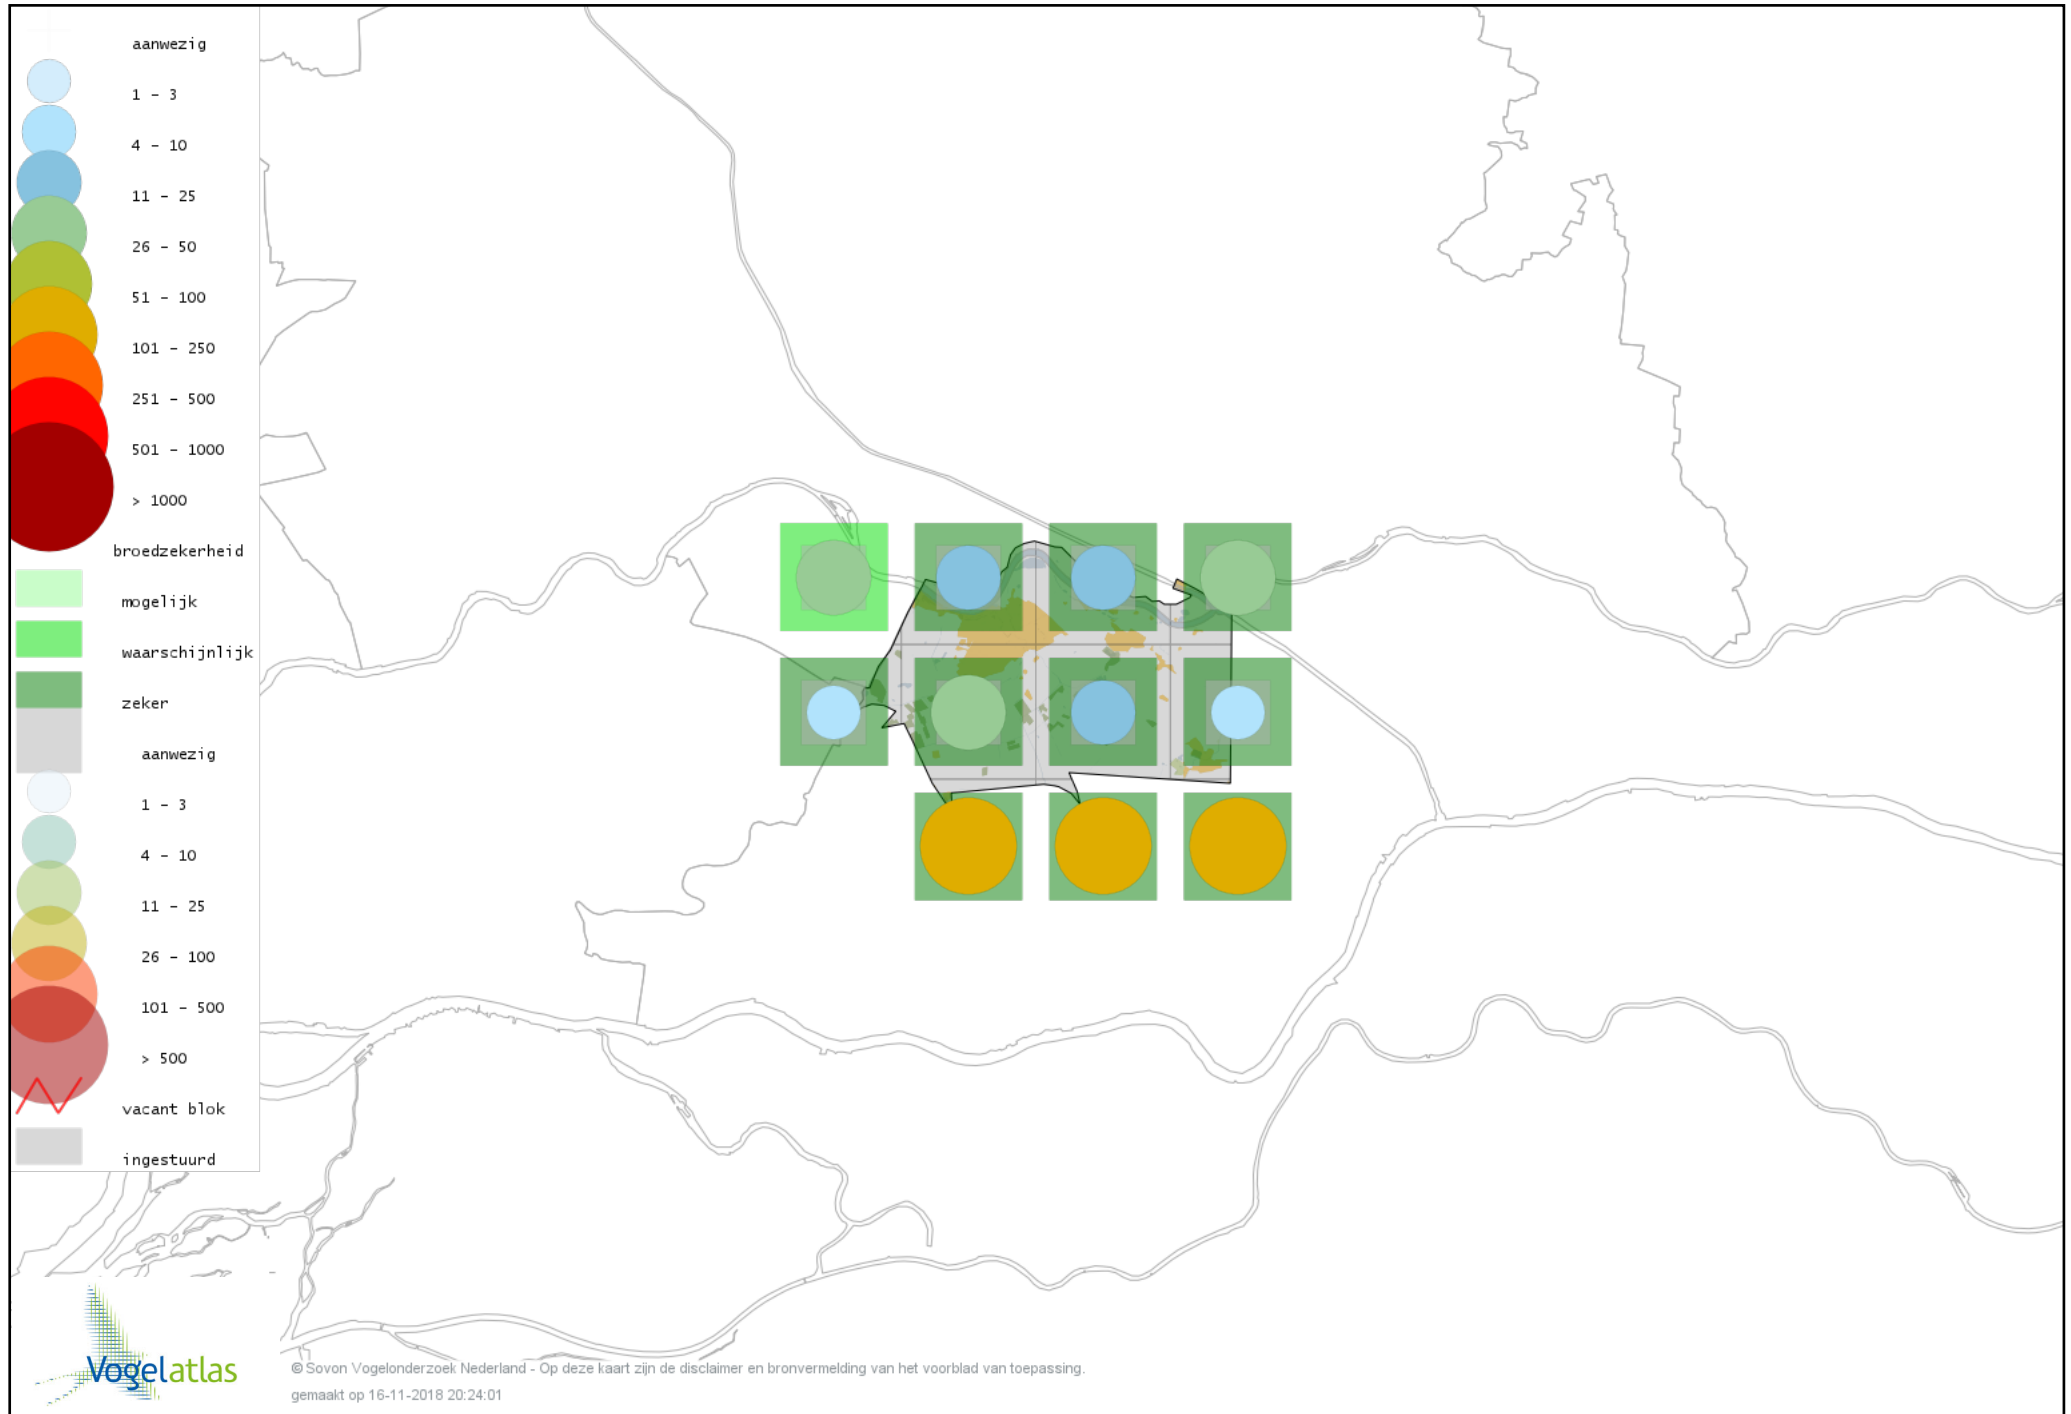 aanwezig
1 - 3
4 - 10
11 - 25
26 - 50
51 - 100
101 - 250
251 - 500
501 - 1000
> 1000
broedzekerheid
mogelijk
waarschijnlijk
zeker
aanwezig
1 - 3
4 - 10
11 - 25
26 - 100
101 - 500
> 500
vacant blok
ingestuurd
Vogelatlas
© Sovon Vogelonderzoek Nederland - Op deze kaart zijn de disclaimer en bronvermelding van het voorblad van toepassing.
gemaakt op 16-11-2018 20:24:01